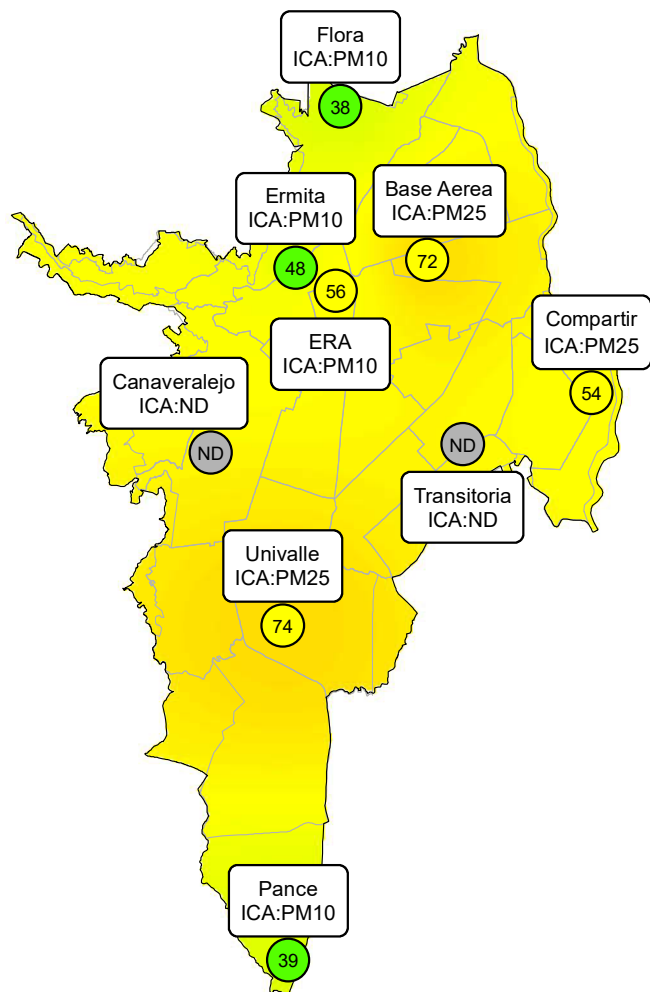 Flora
ICA:PM10
38
Ermita
ICA:PM10
48
Base Aerea
ICA:PM25
72
56
ERA
ICA:PM10
Compartir
ICA:PM25
54
Canaveralejo
ICA:ND
ND
ND
Transitoria
ICA:ND
Univalle
ICA:PM25
74
Pance
ICA:PM10
39